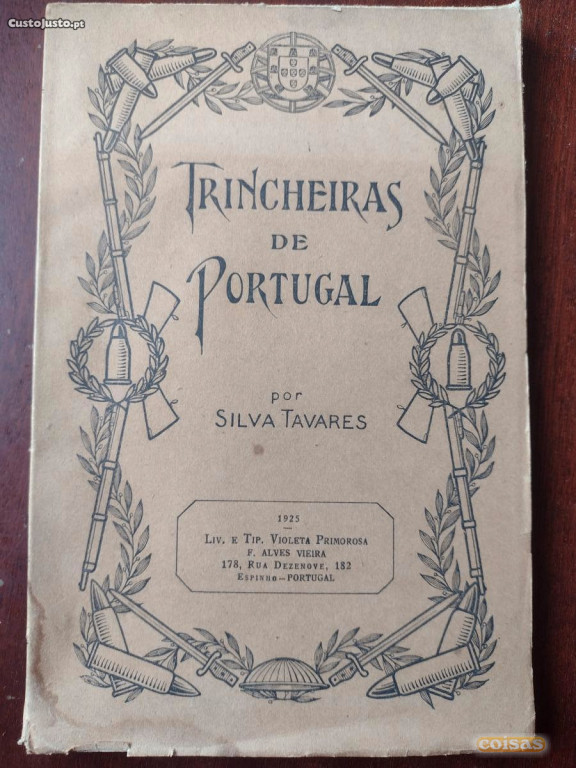 CustoJusto.pt
TRINCHEIRAS
DE
PORTUGAL
por
SILVA TAVARES
1925
LIV. E TIP. VIOLETA PRIMOROSA
F. ALVES VIEIRA
178, RUA DEZENOVE, 182
ESPINHO—PORTUGAL
coisas